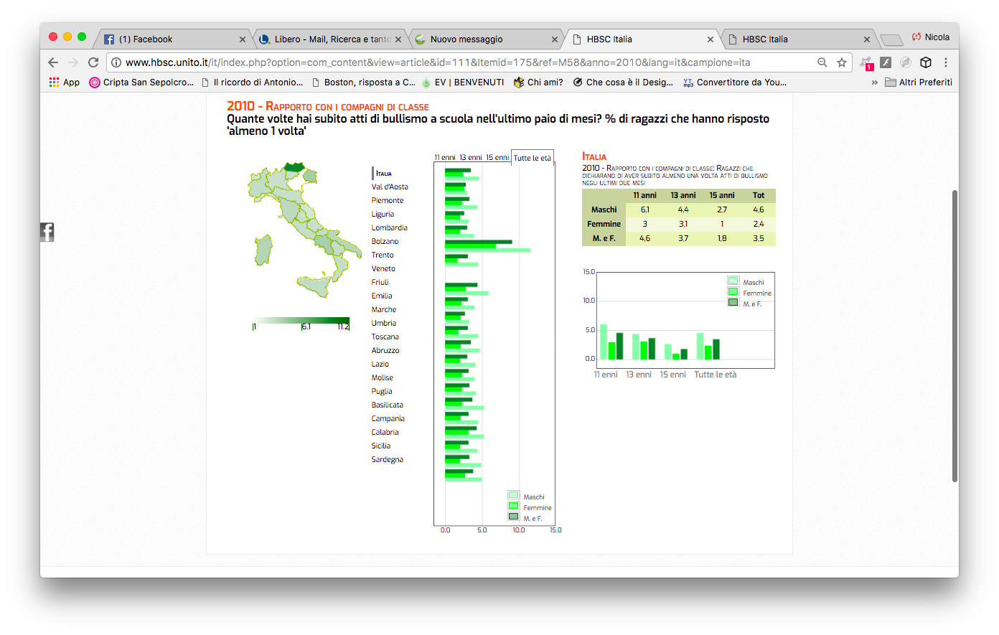 (1) Facebook
Libero - Mail, Ricerca e tanto
Nuovo messaggio
HBSC Italia
HBSC Italia
Nicola
www.hbsc.unito.it/it/index.php?option=com_content&view=article&id=111&Itemid=175&ref=M58&anno=2010&lang=it&campione=ita
1
App
Cripta San Sepolcro...
Il ricordo di Antonio...
Boston, risposta a C...
EV | BENVENUTI
Chi ami?
Che cosa è il Desig...
YT mp3
Convertitore da You...
»
Altri Preferiti
2010 - Rapporto con i compagni di classe
Quante volte hai subito atti di bullismo a scuola nell'ultimo paio di mesi? % di ragazzi che hanno risposto
'almeno 1 volta'
11 enni 13 enni 15 enni Tutte le età
Italia
Val d'Aosta
Piemonte
Liguria
Lombardia
Bolzano
Trento
Veneto
Friuli
Emilia
Marche
Umbria
Toscana
Abruzzo
Lazio
Molise
Puglia
Basilicata
Campania
Calabria
Sicilia
Sardegna
1 6.1 11.2
Maschi
Femmine
M. e F.
0.0 5.0 10.0 15.0
Italia
2010 - Rapporto con i compagni di classe: Ragazzi che
dichiarano di aver subito almeno una volta atti di bullismo
negli ultimi due mesi
11 anni 13 anni 15 anni Tot
Maschi 6,1 4,4 2,7 4,6
Femmine 3 3,1 1 2,4
M. e F. 4,6 3,7 1,8 3,5
15.0
10.0
5.0
0.0
Maschi
Femmine
M. e F.
11 enni 13 enni 15 enni Tutte le età